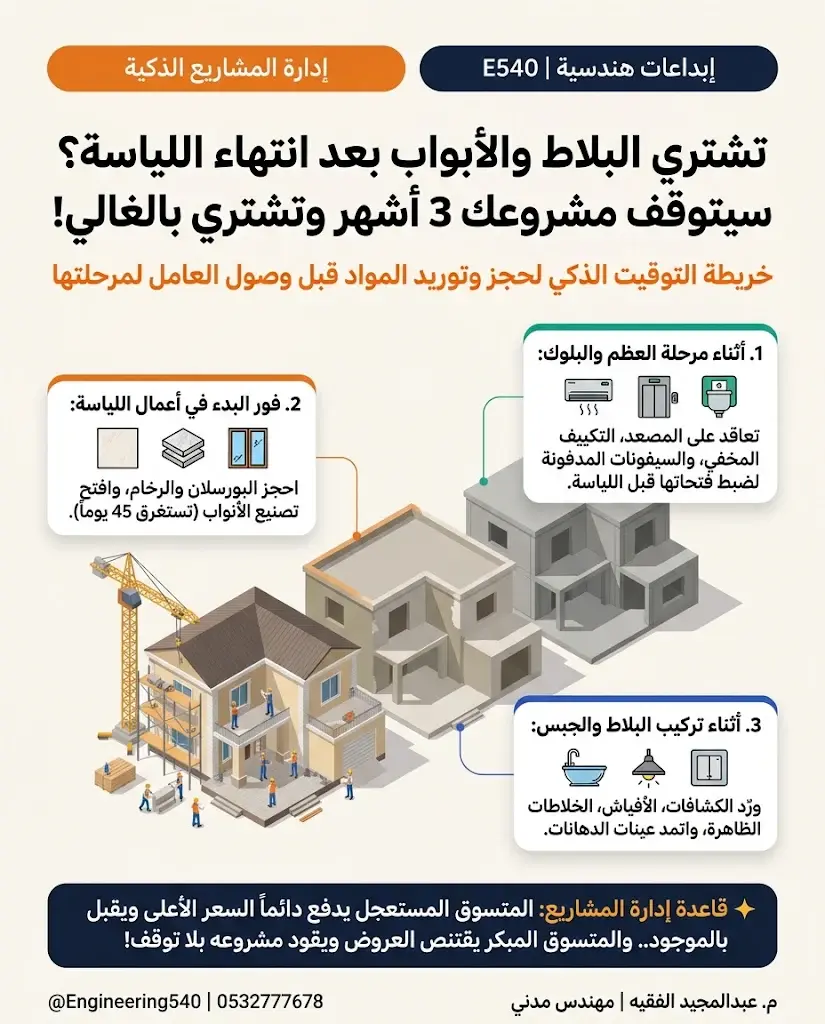 إبداعات هندسية | E540
إدارة المشاريع الذكية
تشتري البلاط والأبواب بعد انتهاء اللياسة؟
سيتوقف مشروعك 3 أشهر وتشتري بالغالي!
خريطة التوقيت الذكي لحجز وتوريد المواد قبل وصول العامل لمرحلتها
1. أثناء مرحلة العظم والبلوك:
تعاقد على المصعد، التكييف
المخفي، والسيفونات المدفونة
لضبط فتحاتها قبل اللياسة.
2. فور البدء في أعمال اللياسة:
احجز البورسلان والرخام، وافتح
تصنيع الأنواب (تستغرق 45 يوماً).
3. أثناء تركيب البلاط والجبس:
ورّد الكشافات، الأفياش، الخلاطات
الظاهرة، واتمد عينات الدهانات.
قاعدة إدارة المشاريع: المتسوق المستعجل يدفع دائماً السعر الأعلى ويقبل
بالموجود.. والمتسوق المبكر يقتنص العروض ويقود مشروعه بلا توقف!
م. عبدالمجيد الفقيه | مهندس مدني
@Engineering540 | 0532777678